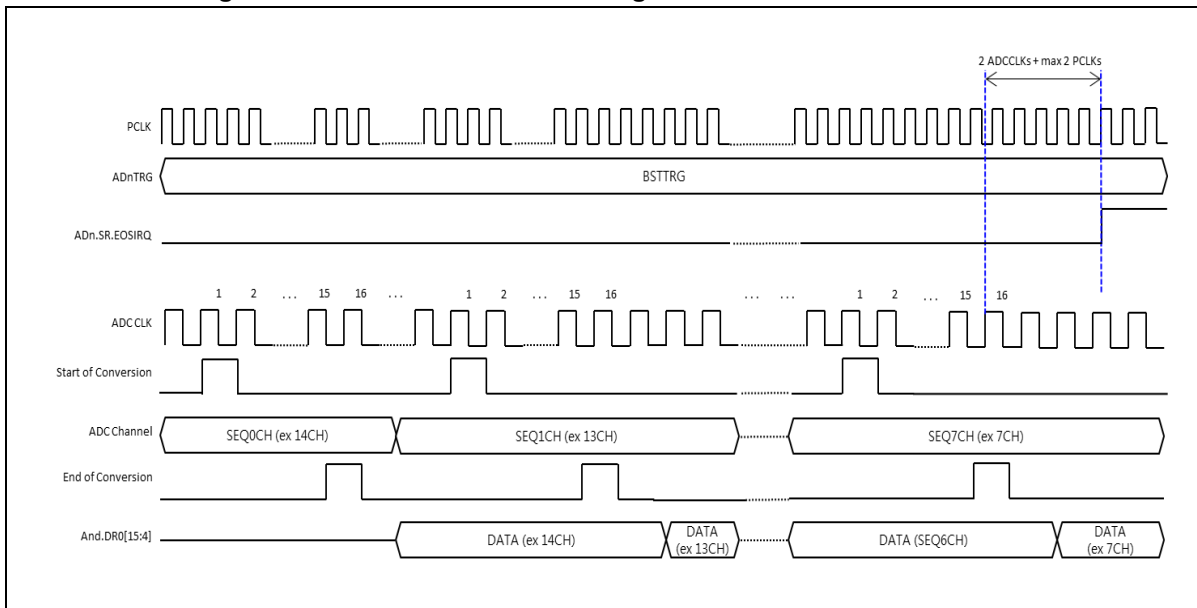 2 ADCCLKs + max 2 PCLKs
PCLK
ADnTRG
BSTTRG
ADn.SR.EOSIRQ
1 2 ... 15 16 ... 1 2 ... 15 16 ... ... 1 2 ... 15 16
ADC CLK
Start of Conversion
ADC Channel
SEQ0CH (ex 14CH)
SEQ1CH (ex 13CH)
SEQ7CH (ex 7CH)
End of Conversion
And.DR0[15:4]
DATA (ex 14CH)
DATA
(ex 13CH)
DATA (SEQ6CH)
DATA
(ex 7CH)